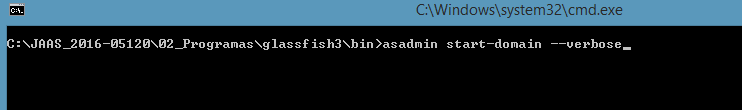 C:\Windows\system32\cmd.exe
C:\JAAS_2016-05120\02_Programas\glassfish3\bin>asadmin start-domain --verbose_